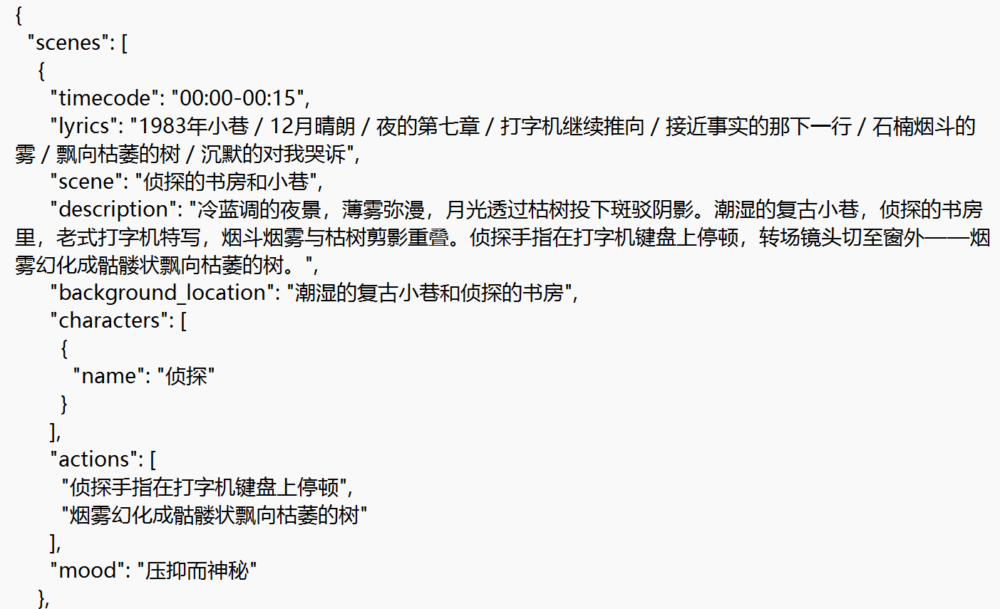 {
"scenes": [
{
"timecode": "00:00-00:15",
"lyrics": "1983年小巷 / 12月晴朗 / 夜的第七章 / 打字机继续推向 / 接近事实的那下一行 / 石楠烟斗的
雾 / 飘向枯萎的树 / 沉默的对我哭诉",
"scene": "侦探的书房和小巷",
"description": "冷蓝调的夜景，薄雾弥漫，月光透过枯树投下斑驳阴影。潮湿的复古小巷，侦探的书房
里，老式打字机特写，烟斗烟雾与枯树剪影重叠。侦探手指在打字机键盘上停顿，转场镜头切至窗外——烟
雾幻化成骷髅状飘向枯萎的树。",
"background_location": "潮湿的复古小巷和侦探的书房",
"characters": [
{
"name": "侦探"
}
],
"actions": [
"侦探手指在打字机键盘上停顿",
"烟雾幻化成骷髅状飘向枯萎的树"
],
"mood": "压抑而神秘"
},